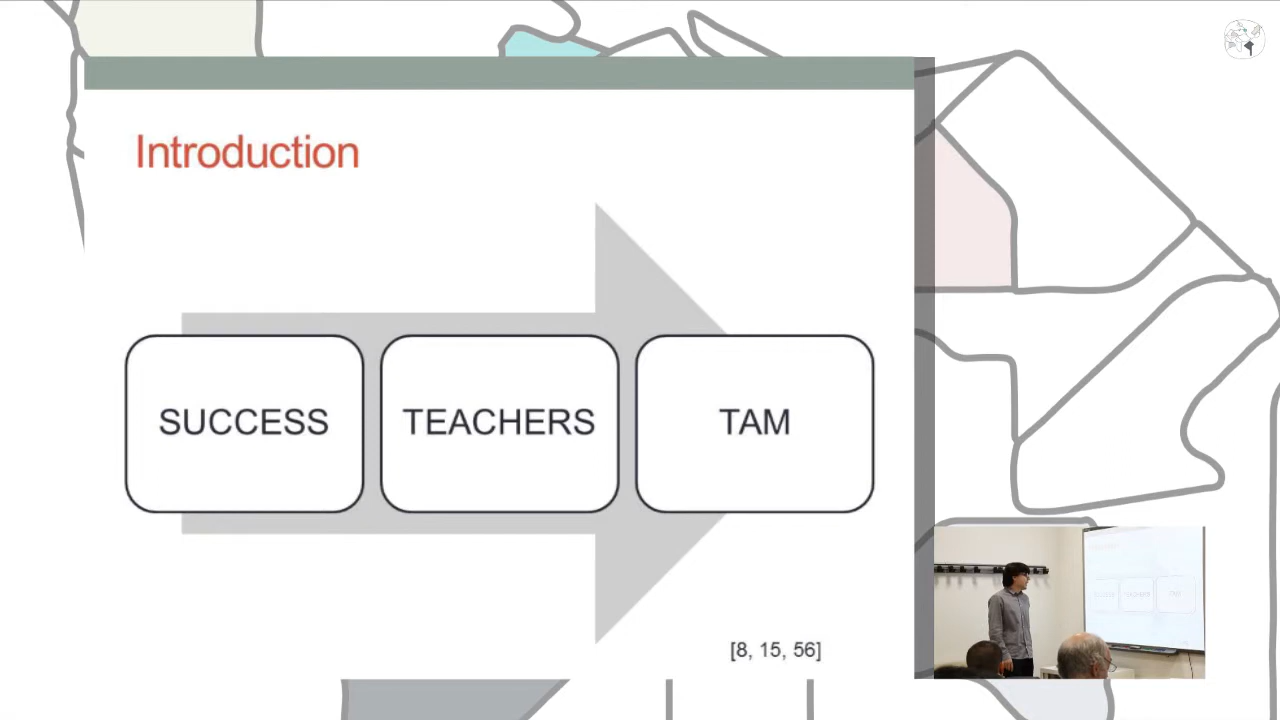 Introduction
SUCCESS
TEACHERS
TAM
[8, 15, 56]